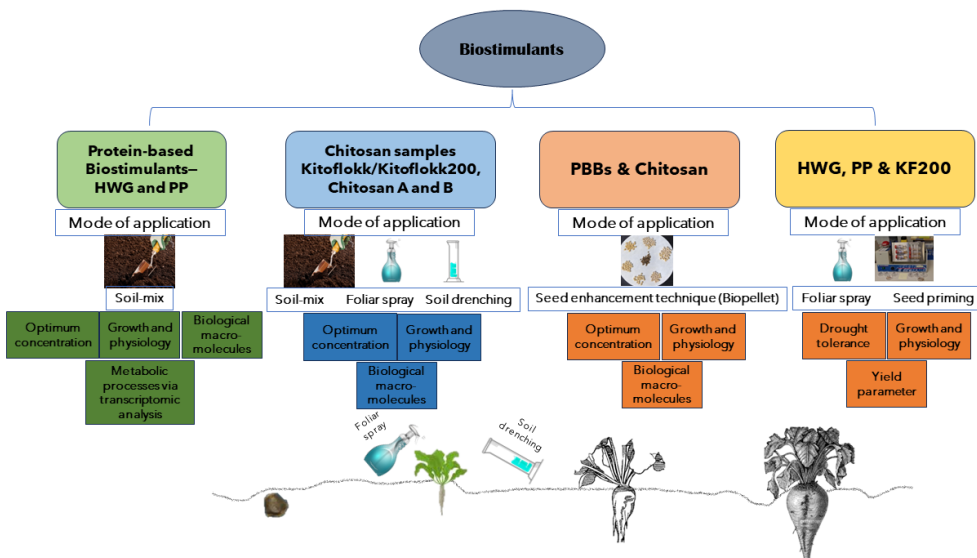 Biostimulants
Protein-based
Biostimulants–
HWG and PP
Mode of application
Soil-mix
Optimum
concentration
Growth and
physiology
Biological
macro-
molecules
Metabolic
processes via
transcriptomic
analysis
Chitosan samples
Kitoflokk/Kitoflokk200,
Chitosan A and B
Mode of application
Soil-mix
Foliar spray
Soil drenching
Optimum
concentration
Growth and
physiology
Biological
macro-
molecules
PBBs & Chitosan
Mode of application
Seed enhancement technique (Biopellet)
Optimum
concentration
Growth and
physiology
Biological
macro-
molecules
HWG, PP & KF200
Mode of application
Foliar spray
Seed priming
Drought
tolerance
Growth and
physiology
Yield
parameter
Foliar
spray
Soil
drenching